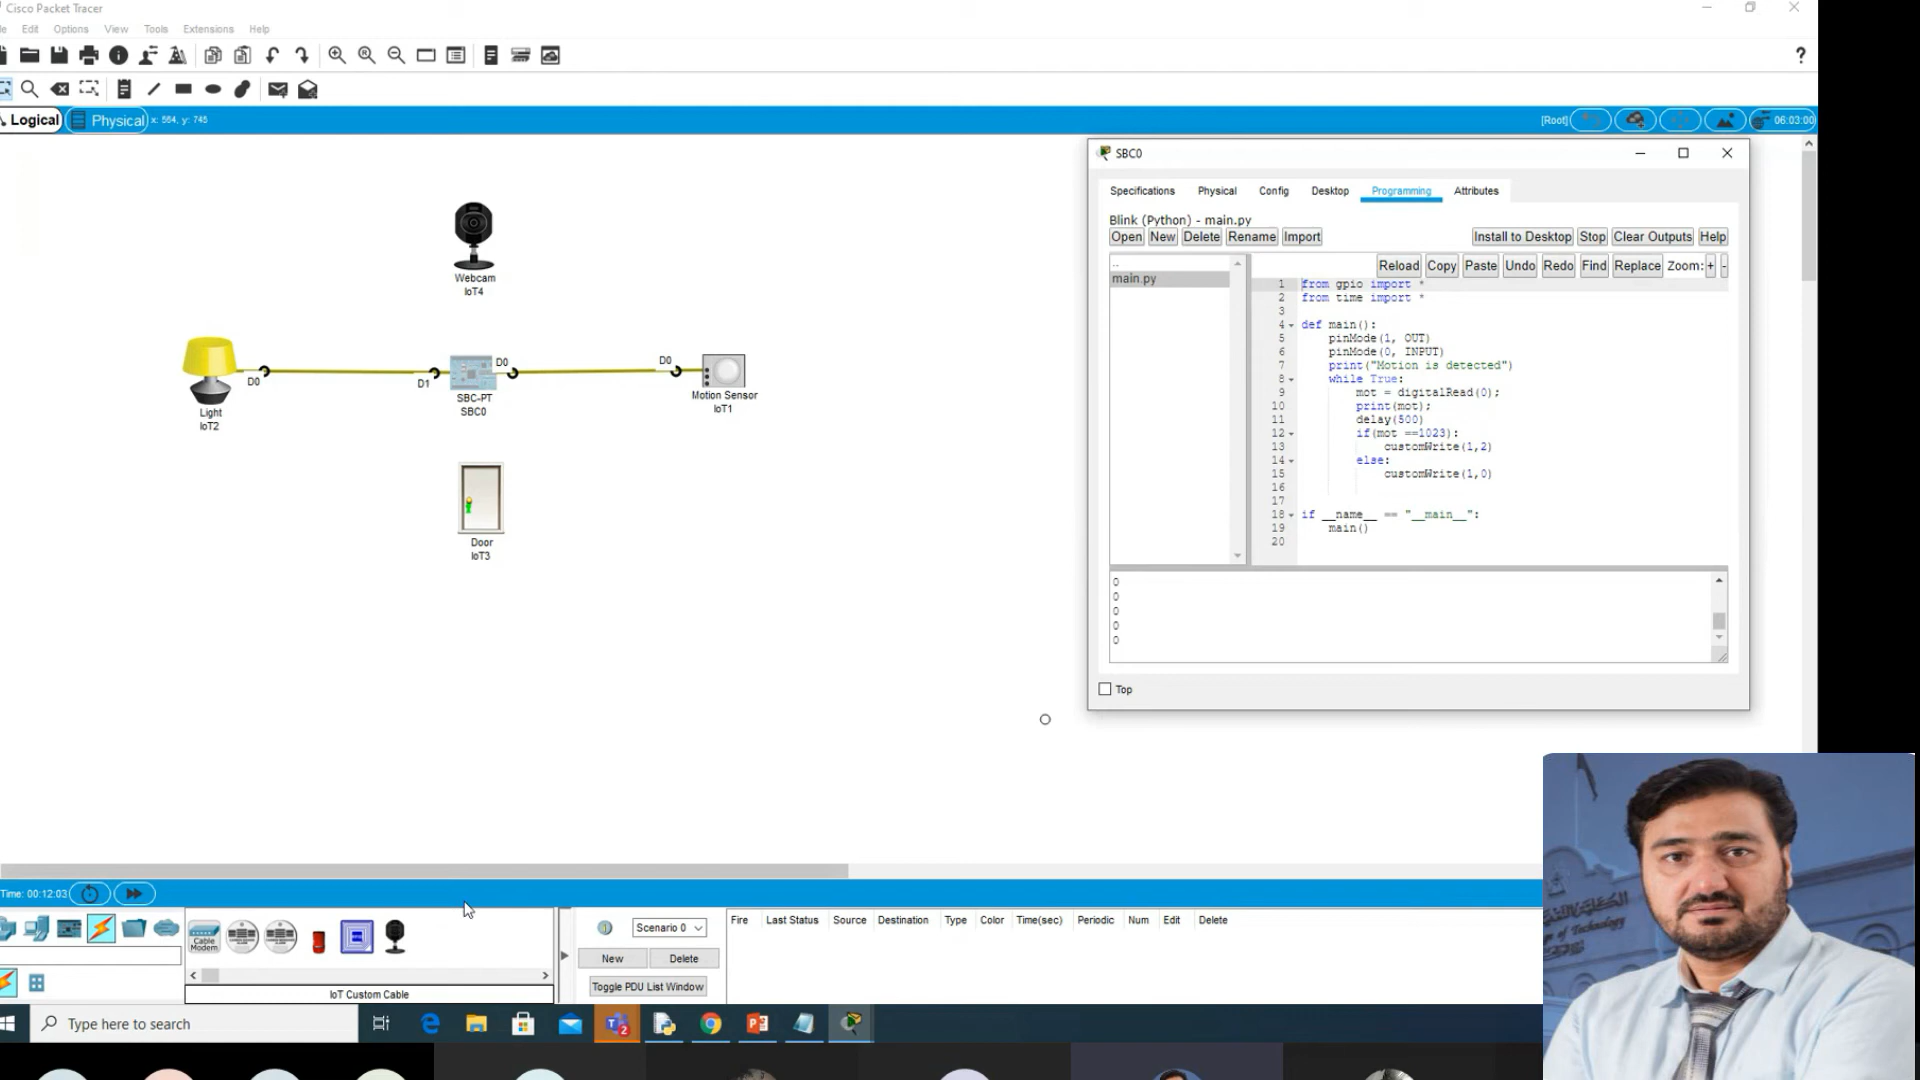 Cisco Packet Tracer
Edit Options View Tools Extensions Help
Logical Physical x: 564, y: 745
[Root] 06:03:00
Webcam
IoT4
D0
D1
D0
D0
Light
IoT2
SBC-PT
SBC0
Motion Sensor
IoT1
Door
IoT3
SBC0
Specifications Physical Config Desktop Programming Attributes
Blink (Python) - main.py
Open New Delete Rename Import Install to Desktop Stop Clear Outputs Help
Reload Copy Paste Undo Redo Find Replace Zoom: + -
..
main.py
1 from gpio import *
2 from time import *
3
4 def main():
5 pinMode(1, OUT)
6 pinMode(0, INPUT)
7 print("Motion is detected")
8 while True:
9 mot = digitalRead(0);
10 print(mot);
11 delay(500)
12 if(mot ==1023):
13 customWrite(1,2)
14 else:
15 customWrite(1,0)
16
17
18 if __name__ == "__main__":
19 main()
20
0
0
0
0
0
Top
Time: 00:12:03
Cable Modem
IoT Custom Cable
Scenario 0
New Delete
Toggle PDU List Window
Fire Last Status Source Destination Type Color Time(sec) Periodic Num Edit Delete
Type here to search
of Technology